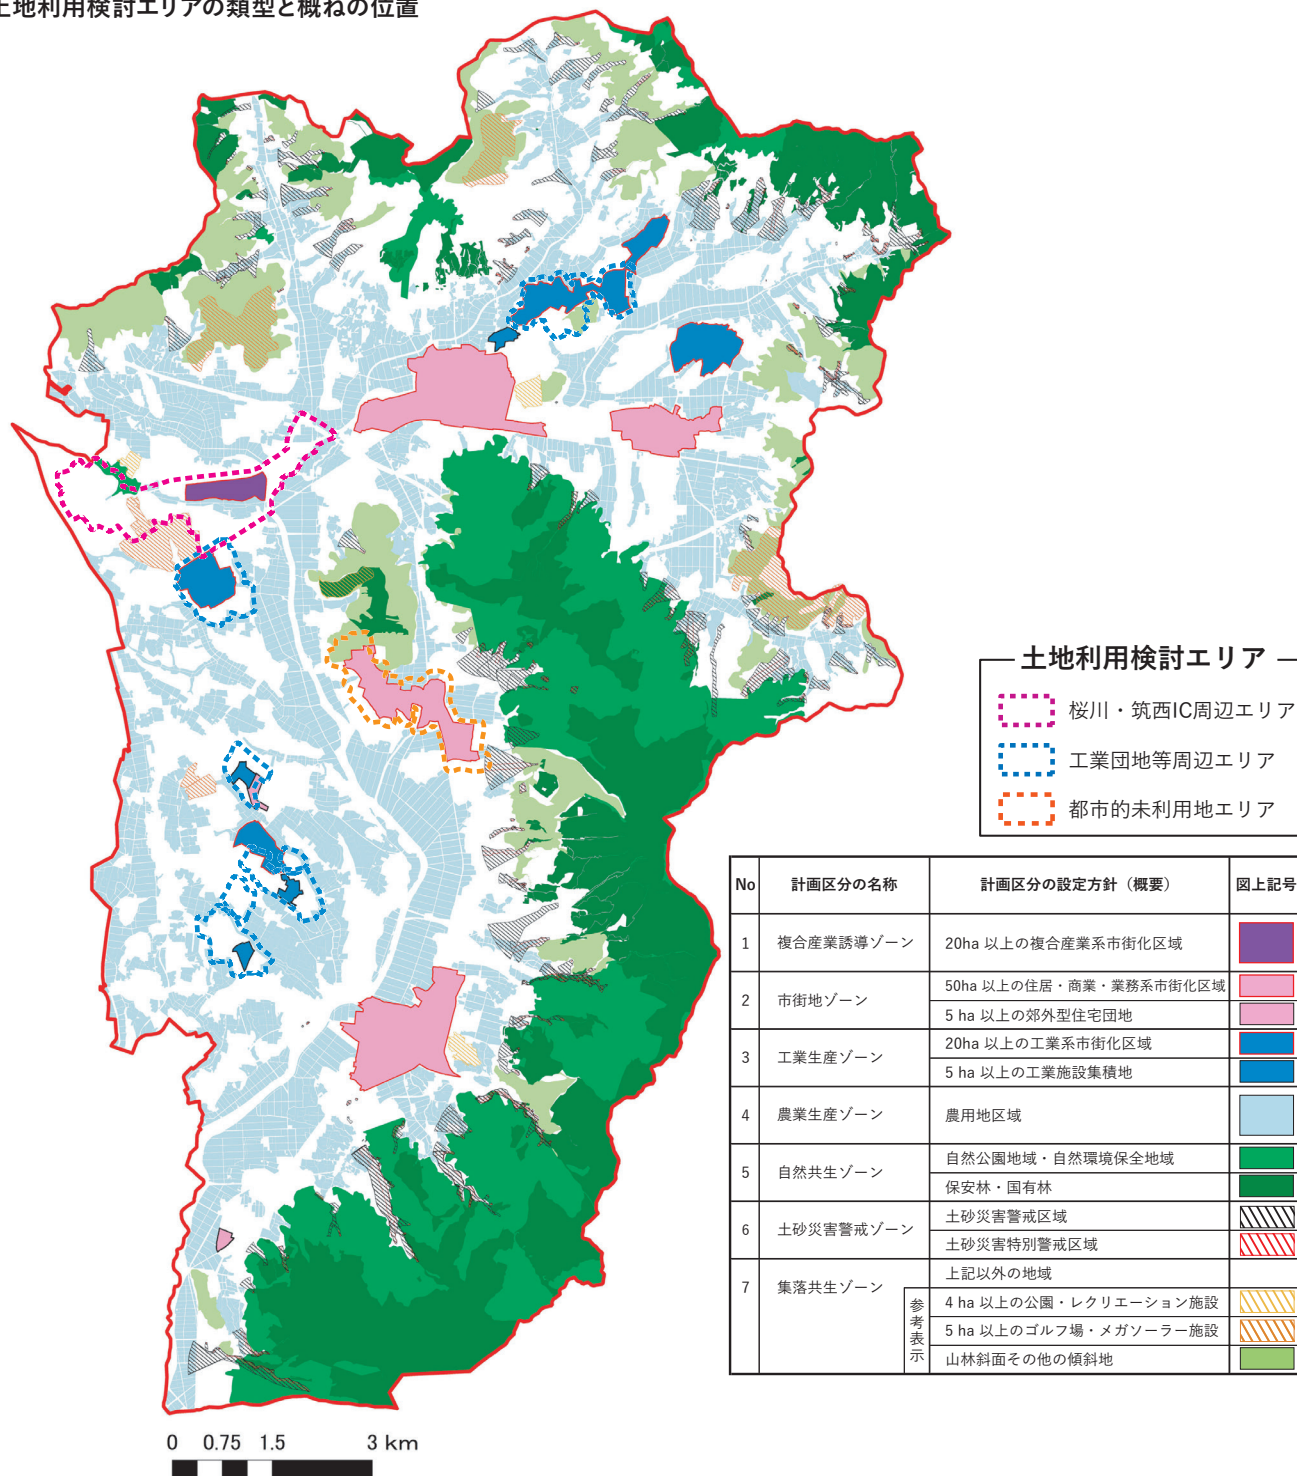 土地利用検討エリアの類型と概ねの位置
土地利用検討エリア
桜川・筑西IC周辺エリア
工業団地等周辺エリア
都市的未利用地エリア
No 計画区分の名称 計画区分の設定方針（概要） 図上記号
1 複合産業誘導ゾーン 20ha 以上の複合産業系市街化区域
2 市街地ゾーン 50ha 以上の住居・商業・業務系市街化区域
5 ha 以上の郊外型住宅団地
3 工業生産ゾーン 20ha 以上の工業系市街化区域
5 ha 以上の工業施設集積地
4 農業生産ゾーン 農用地区域
5 自然共生ゾーン 自然公園地域・自然環境保全地域
保安林・国有林
6 土砂災害警戒ゾーン 土砂災害警戒区域
土砂災害特別警戒区域
7 集落共生ゾーン 上記以外の地域
参考表示 4 ha 以上の公園・レクリエーション施設
5 ha 以上のゴルフ場・メガソーラー施設
山林斜面その他の傾斜地
0 0.75 1.5 3 km